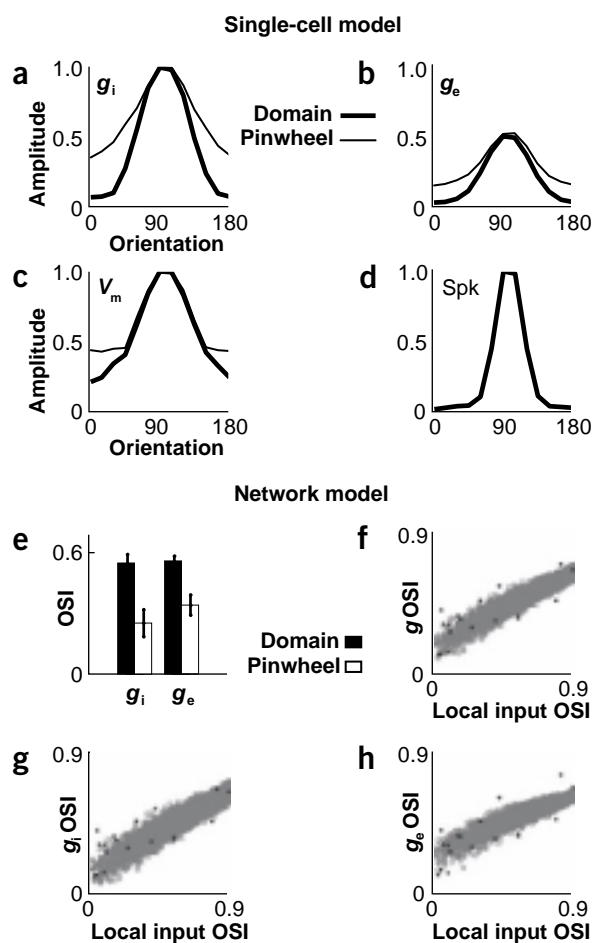 Single-cell model
a
1.0
0.5
0
Amplitude
gi
0 90 180
Orientation
Domain
Pinwheel
b
1.0
0.5
0
ge
0 90 180
c
1.0
0.5
0
Amplitude
Vm
0 90 180
Orientation
d
1.0
0.5
0
Spk
0 90 180
Network model
e
0.6
0
OSI
gi ge
Domain
Pinwheel
f
0.9
0
g OSI
0 0.9
Local input OSI
g
0.9
0
gi OSI
0 0.9
Local input OSI
h
0.9
0
ge OSI
0 0.9
Local input OSI